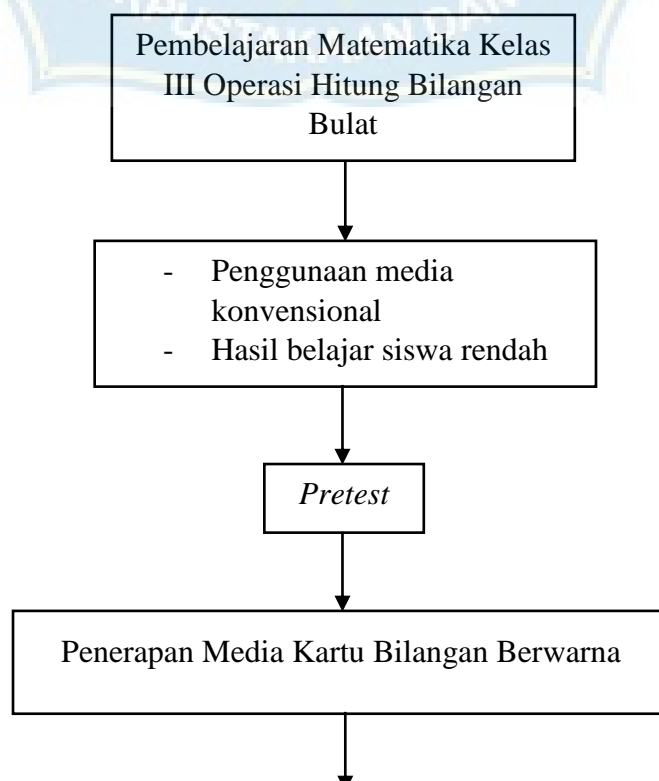 Pembelajaran Matematika Kelas
III Operasi Hitung Bilangan
Bulat
- Penggunaan media
konvensional
- Hasil belajar siswa rendah
Pretest
Penerapan Media Kartu Bilangan Berwarna